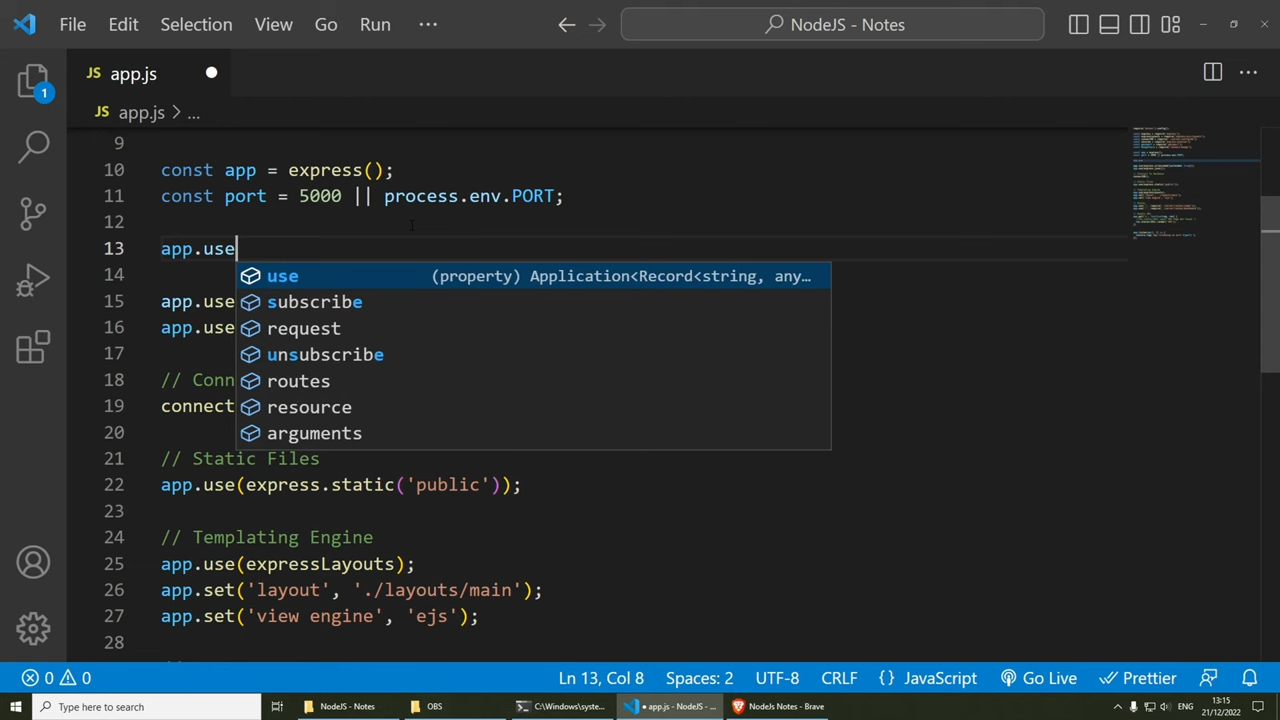 File Edit Selection View Go Run ··· NodeJS - Notes
JS app.js
JS app.js > ...
9
10 const app = express();
11 const port = 5000 || process.env.PORT;
12
13 app.use
use (property) Application<Record<string, any...
14
15 app.use
subscribe
16 app.use
request
17
unsubscribe
18 // Conn
routes
19 connect
resource
20
arguments
21 // Static Files
22 app.use(express.static('public'));
23
24 // Templating Engine
25 app.use(expressLayouts);
26 app.set('layout', './layouts/main');
27 app.set('view engine', 'ejs');
28
1
0 0 Ln 13, Col 8 Spaces: 2 UTF-8 CRLF {} JavaScript Go Live Prettier
Type here to search NodeJS - Notes OBS C:\Windows\syste... ● app.js - NodeJS -... NodeJs Notes - Brave 13:15
21/12/2022